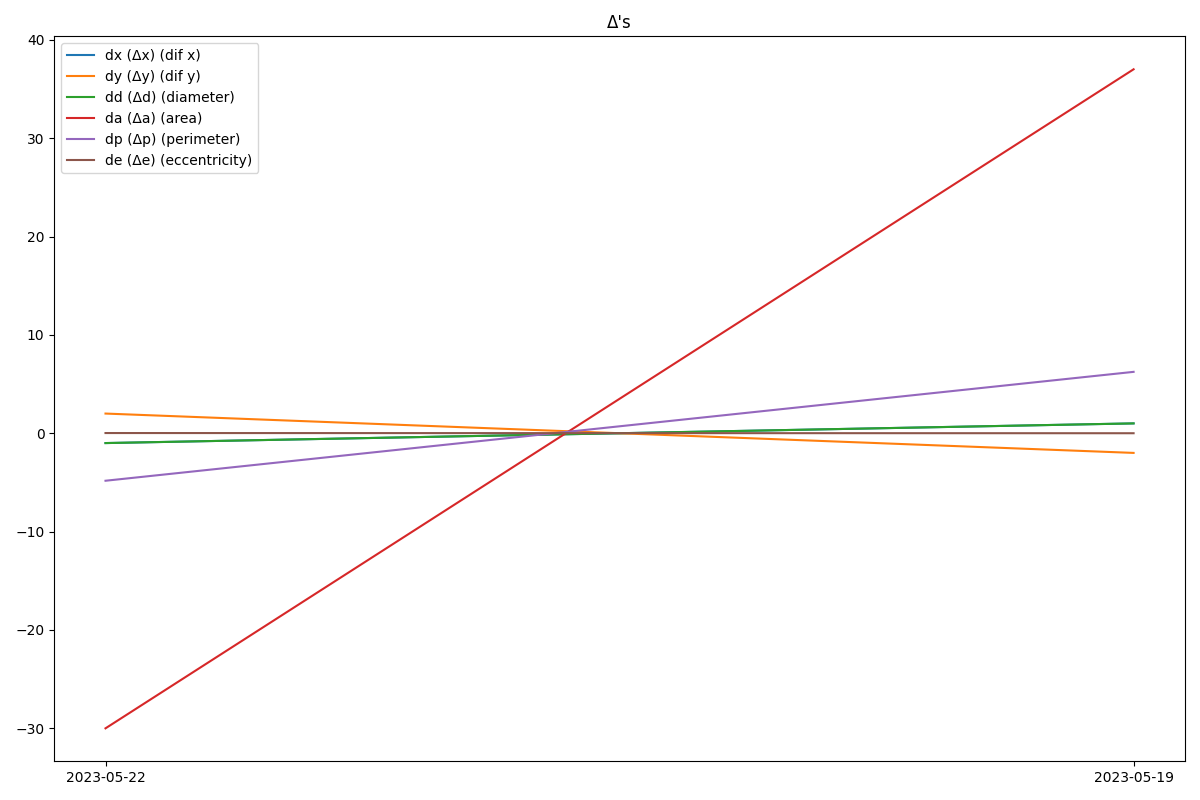 Δ's
dx (Δx) (dif x)
dy (Δy) (dif y)
dd (Δd) (diameter)
da (Δa) (area)
dp (Δp) (perimeter)
de (Δe) (eccentricity)
40
30
20
10
0
−10
−20
−30
2023-05-22 2023-05-19